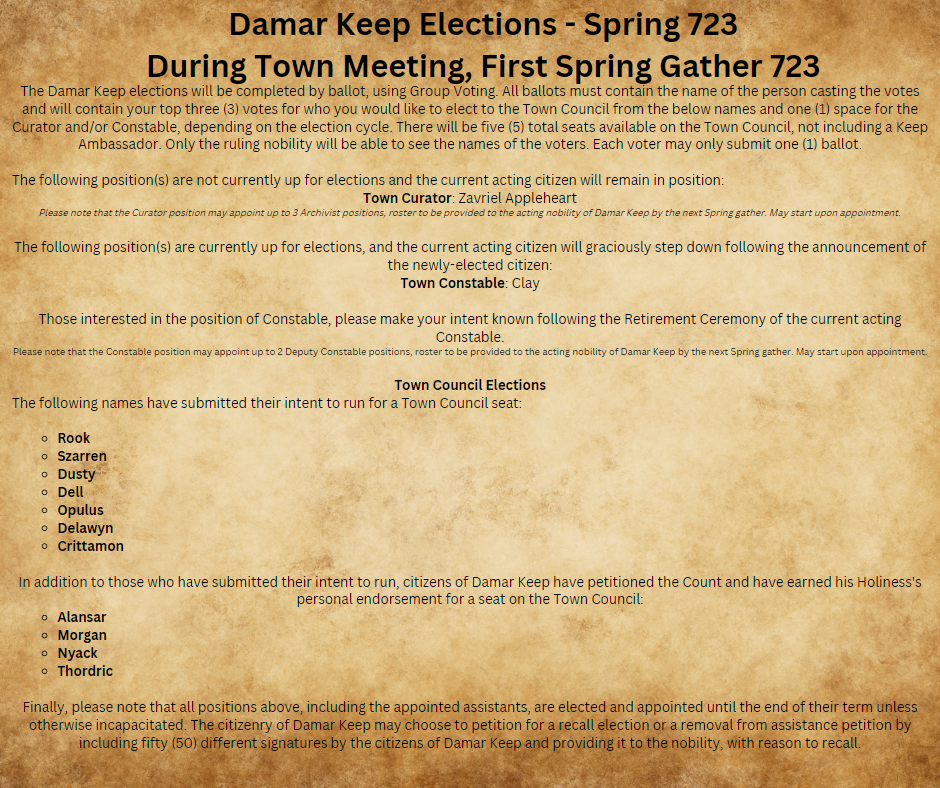 Damar Keep Elections - Spring 723
During Town Meeting, First Spring Gather 723
The Damar Keep elections will be completed by ballot, using Group Voting. All ballots must contain the name of the person casting the votes
and will contain your top three (3) votes for who you would like to elect to the Town Council from the below names and one (1) space for the
Curator and/or Constable, depending on the election cycle. There will be five (5) total seats available on the Town Council, not including a Keep
Ambassador. Only the ruling nobility will be able to see the names of the voters. Each voter may only submit one (1) ballot.
The following position(s) are not currently up for elections and the current acting citizen will remain in position:
Town Curator: Zavriel Appleheart
Please note that the Curator position may appoint up to 3 Archivist positions, roster to be provided to the acting nobility of Damar Keep by the next Spring gather. May start upon appointment.
The following position(s) are currently up for elections, and the current acting citizen will graciously step down following the announcement of
the newly-elected citizen:
Town Constable: Clay
Those interested in the position of Constable, please make your intent known following the Retirement Ceremony of the current acting
Constable.
Please note that the Constable position may appoint up to 2 Deputy Constable positions, roster to be provided to the acting nobility of Damar Keep by the next Spring gather. May start upon appointment.
Town Council Elections
The following names have submitted their intent to run for a Town Council seat:
Rook
Szarren
Dusty
Dell
Opulus
Delawyn
Crittamon
In addition to those who have submitted their intent to run, citizens of Damar Keep have petitioned the Count and have earned his Holiness's
personal endorsement for a seat on the Town Council:
Alansar
Morgan
Nyack
Thordric
Finally, please note that all positions above, including the appointed assistants, are elected and appointed until the end of their term unless
otherwise incapacitated. The citizenry of Damar Keep may choose to petition for a recall election or a removal from assistance petition by
including fifty (50) different signatures by the citizens of Damar Keep and providing it to the nobility, with reason to recall.